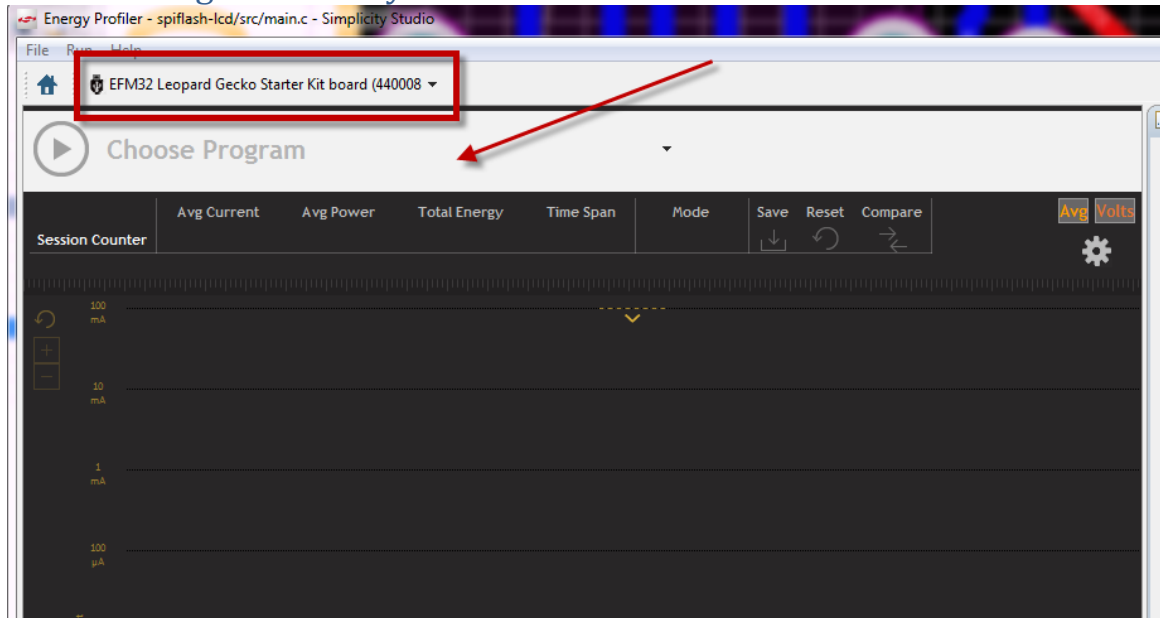 Energy Profiler - spiflash-lcd/src/main.c - Simplicity Studio
File Run Help
EFM32 Leopard Gecko Starter Kit board (440008
Choose Program
Avg Current Avg Power Total Energy Time Span Mode Save Reset Compare Avg Volts
Session Counter
100
mA
10
mA
1
mA
100
µA